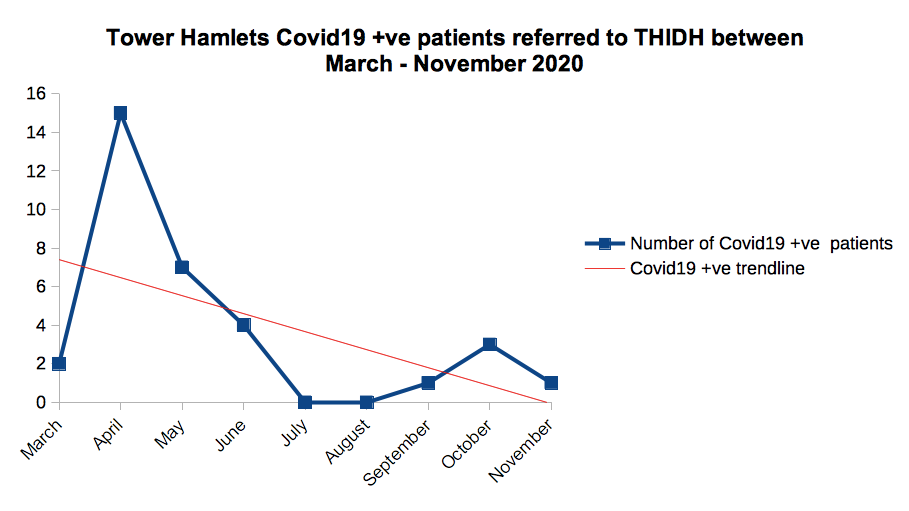 Tower Hamlets Covid19 +ve patients referred to THIDH between
March - November 2020
16
14
12
10
8
6
4
2
0
March
April
May
June
July
August
September
October
November
Number of Covid19 +ve  patients
Covid19 +ve trendline